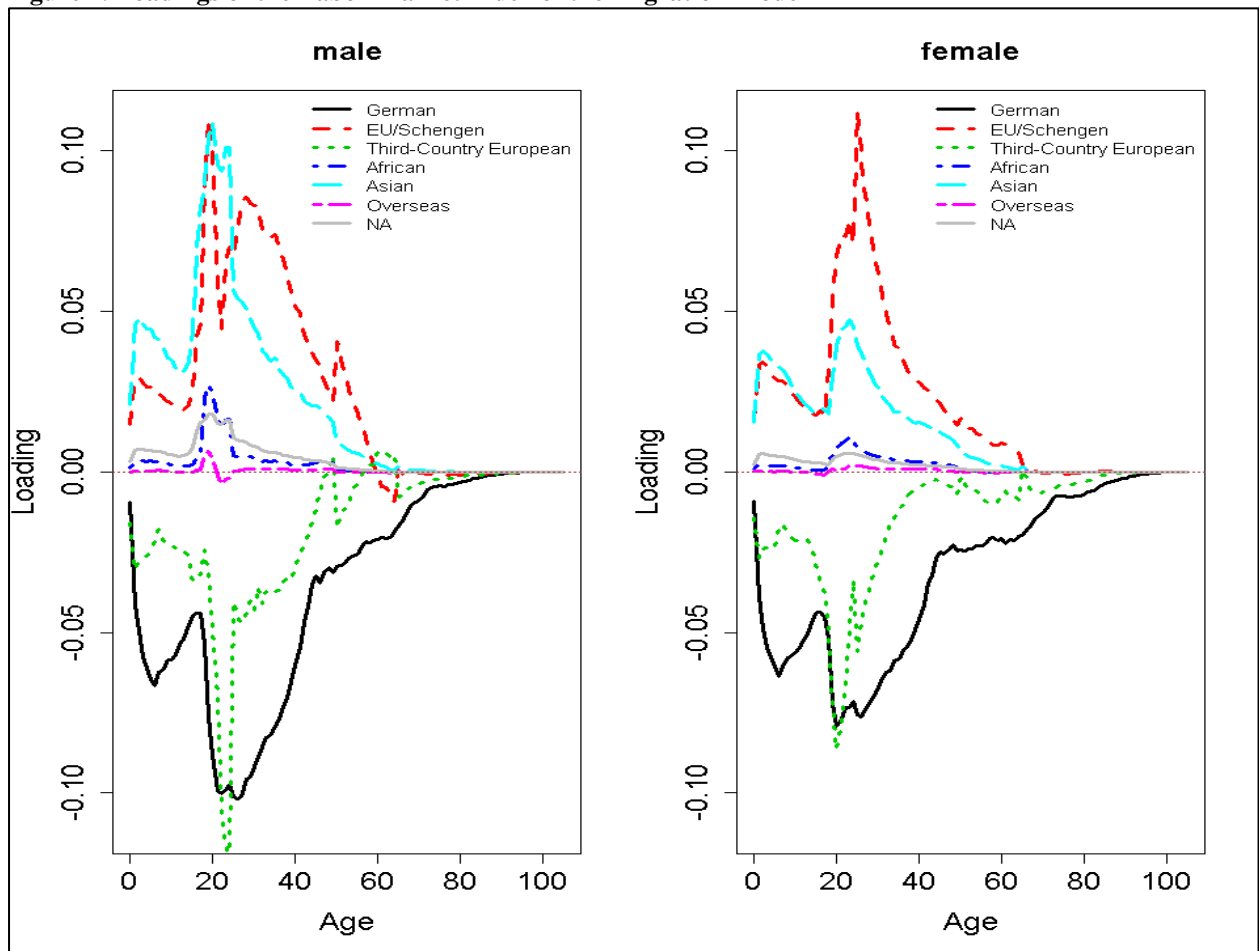 male
German
EU/Schengen
Third-Country European
African
Asian
Overseas
NA
Loading
0.10
0.05
0.00
-0.05
-0.10
0 20 40 60 80 100
Age
female
German
EU/Schengen
Third-Country European
African
Asian
Overseas
NA
Loading
0.10
0.05
0.00
-0.05
-0.10
0 20 40 60 80 100
Age